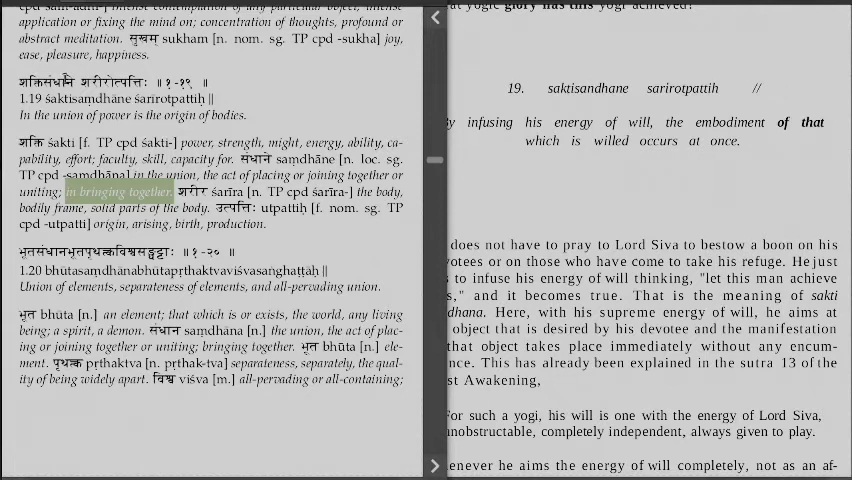 application or fixing the mind on; concentration of thoughts, profound or
abstract meditation. सुखम् sukham [n. nom. sg. TP cpd -sukha] joy,
ease, pleasure, happiness.
शक्तिसंधाने शरीरोत्पत्तिः ॥ १-१९ ॥
1.19 śaktisaṃdhāne śarīrotpattiḥ ||
In the union of power is the origin of bodies.
शक्ति śakti [f. TP cpd śakti-] power, strength, might, energy, ability, ca-
pability, effort; faculty, skill, capacity for. संधाने saṃdhāne [n. loc. sg.
TP cpd -saṃdhāna] in the union, the act of placing or joining together or
uniting; in bringing together. शरीर śarīra [n. TP cpd śarīra-] the body,
bodily frame, solid parts of the body. उत्पत्तिः utpattiḥ [f. nom. sg. TP
cpd -utpatti] origin, arising, birth, production.
भूतसंधानभूतपृथक्त्वविश्वसङ्घट्टाः ॥ १-२० ॥
1.20 bhūtasaṃdhānabhūtapṛthaktvaviśvasaṅghaṭṭāḥ ||
Union of elements, separateness of elements, and all-pervading union.
भूत bhūta [n.] an element; that which is or exists, the world, any living
being; a spirit, a demon. संधान saṃdhāna [n.] the union, the act of plac-
ing or joining together or uniting; bringing together. भूत bhūta [n.] ele-
ment. पृथक्त्व pṛthaktva [n. pṛthak-tva] separateness, separately, the qual-
ity of being widely apart. विश्व viśva [m.] all-pervading or all-containing;
at yogic glory has this yogi achieved?
19. saktisandhane sarirotpattih //
By infusing his energy of will, the embodiment of that
which is willed occurs at once.
does not have to pray to Lord Siva to bestow a boon on his
votees or on those who have come to take his refuge. He just
to infuse his energy of will thinking, "let this man achieve
s," and it becomes true. That is the meaning of sakti
dhana. Here, with his supreme energy of will, he aims at
object that is desired by his devotee and the manifestation
that object takes place immediately without any encum-
nce. This has already been explained in the sutra 13 of the
st Awakening,
For such a yogi, his will is one with the energy of Lord Siva,
unobstructable, completely independent, always given to play.
enever he aims the energy of will completely, not as an af-